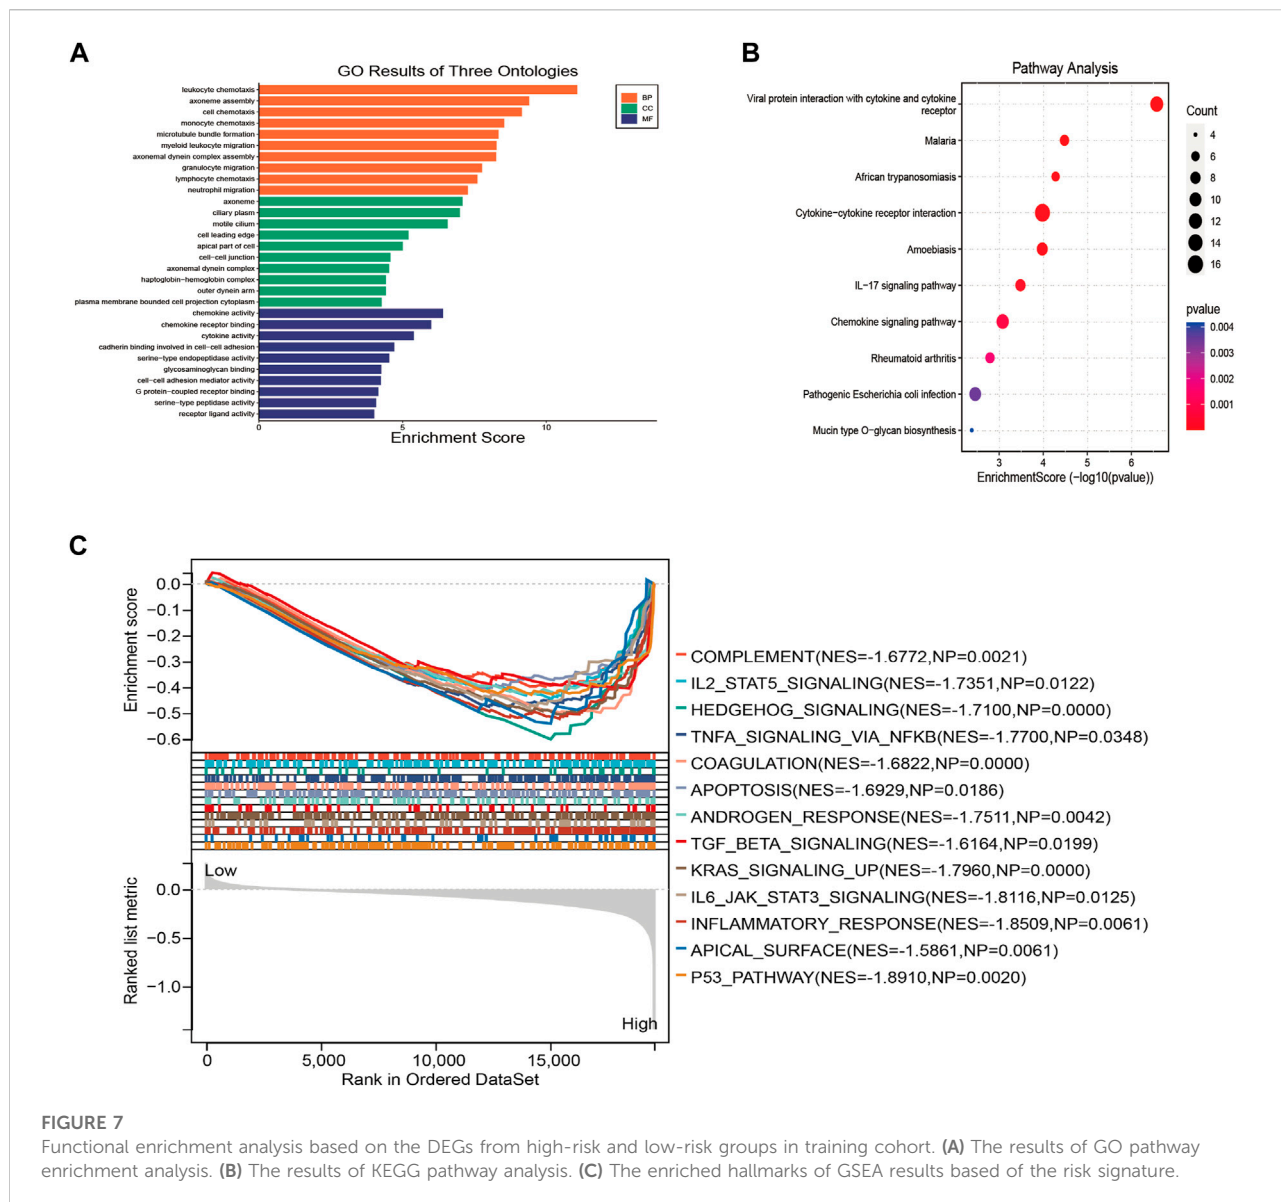 A
GO Results of Three Ontologies
leukocyte chemotaxis
axoneme assembly
cell chemotaxis
monocyte chemotaxis
microtubule bundle formation
myeloid leukocyte migration
axonemal dynein complex assembly
granulocyte migration
lymphocyte chemotaxis
neutrophil migration
axoneme
ciliary plasm
motile cilium
cell leading edge
apical part of cell
cell−cell junction
axonemal dynein complex
haptoglobin−hemoglobin complex
outer dynein arm
plasma membrane bounded cell projection cytoplasm
chemokine activity
chemokine receptor binding
cytokine activity
cadherin binding involved in cell−cell adhesion
serine−type endopeptidase activity
glycosaminoglycan binding
cell−cell adhesion mediator activity
G protein−coupled receptor binding
serine−type peptidase activity
receptor ligand activity
0 5 10
Enrichment Score
BP
CC
MF
B
Pathway Analysis
Viral protein interaction with cytokine and cytokine
receptor
Malaria
African trypanosomiasis
Cytokine−cytokine receptor interaction
Amoebiasis
IL−17 signaling pathway
Chemokine signaling pathway
Rheumatoid arthritis
Pathogenic Escherichia coli infection
Mucin type O−glycan biosynthesis
3 4 5 6
EnrichmentScore (−log10(pvalue))
Count
4
6
8
10
12
14
16
pvalue
0.004
0.003
0.002
0.001
C
Enrichment score
0.0
−0.1
−0.2
−0.3
−0.4
−0.5
−0.6
Ranked list metric
0.0
−0.5
−1.0
Low
High
0 5,000 10,000 15,000
Rank in Ordered DataSet
COMPLEMENT(NES=-1.6772,NP=0.0021)
IL2_STAT5_SIGNALING(NES=-1.7351,NP=0.0122)
HEDGEHOG_SIGNALING(NES=-1.7100,NP=0.0000)
TNFA_SIGNALING_VIA_NFKB(NES=-1.7700,NP=0.0348)
COAGULATION(NES=-1.6822,NP=0.0000)
APOPTOSIS(NES=-1.6929,NP=0.0186)
ANDROGEN_RESPONSE(NES=-1.7511,NP=0.0042)
TGF_BETA_SIGNALING(NES=-1.6164,NP=0.0199)
KRAS_SIGNALING_UP(NES=-1.7960,NP=0.0000)
IL6_JAK_STAT3_SIGNALING(NES=-1.8116,NP=0.0125)
INFLAMMATORY_RESPONSE(NES=-1.8509,NP=0.0061)
APICAL_SURFACE(NES=-1.5861,NP=0.0061)
P53_PATHWAY(NES=-1.8910,NP=0.0020)
FIGURE 7
Functional enrichment analysis based on the DEGs from high-risk and low-risk groups in training cohort. (A) The results of GO pathway
enrichment analysis. (B) The results of KEGG pathway analysis. (C) The enriched hallmarks of GSEA results based of the risk signature.